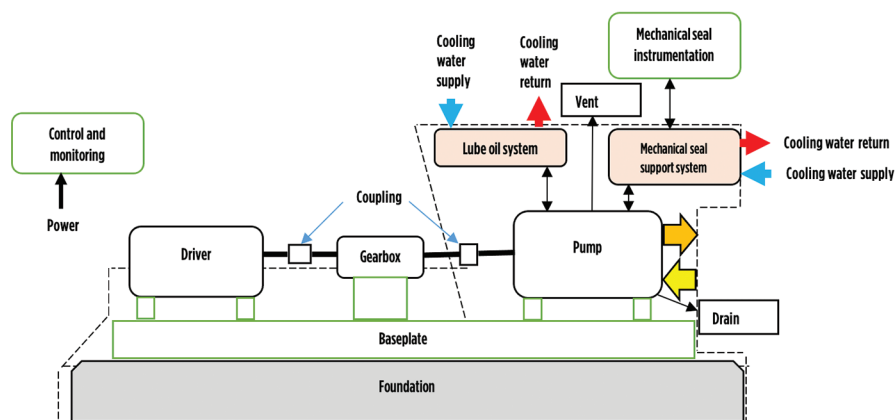 Cooling
water
supply
Cooling
water
return
Mechanical seal
instrumentation
Vent
Control and
monitoring
Lube oil system
Mechanical seal
support system
Cooling water return
Cooling water supply
Power
Coupling
Driver
Gearbox
Pump
Drain
Baseplate
Foundation